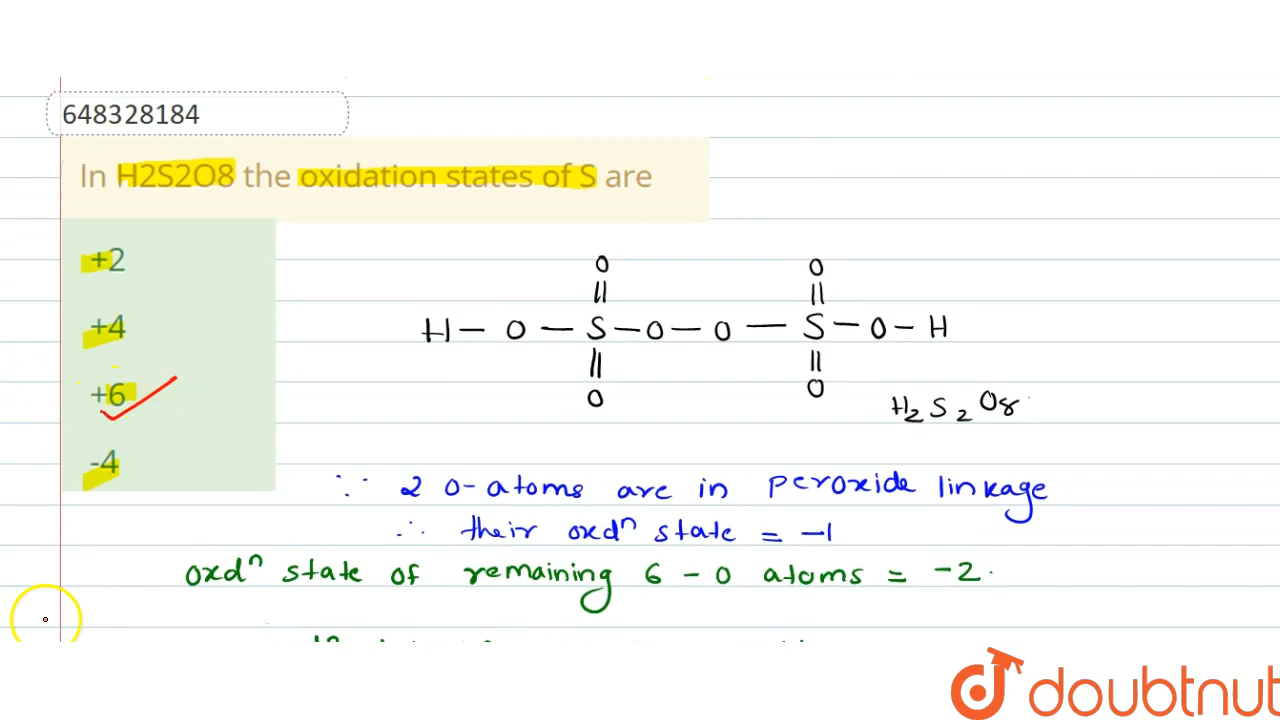 648328184
In H2S2O8 the oxidation states of S are
+2
+4
+6
-4
O O
|| ||
H — O — S — O — O — S — O — H
|| ||
O O
H2S2O8
∵ 2 O-atoms are in peroxide linkage
∴ their oxdⁿ state = -1
oxdⁿ state of remaining 6 - O atoms = -2.
doubtnut